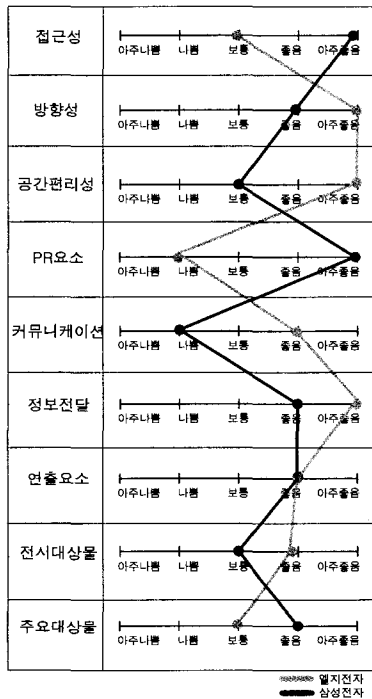 접근성
아주나쁨 나쁨 보통 좋음 아주좋음
방향성
아주나쁨 나쁨 보통 좋음 아주좋음
공간편리성
아주나쁨 나쁨 보통 좋음 아주좋음
PR요소
아주나쁨 나쁨 보통 좋음 아주좋음
커뮤니케이션
아주나쁨 나쁨 보통 좋음 아주좋음
정보전달
아주나쁨 나쁨 보통 좋음 아주좋음
연출요소
아주나쁨 나쁨 보통 좋음 아주좋음
전시대상물
아주나쁨 나쁨 보통 좋음 아주좋음
주요대상물
아주나쁨 나쁨 보통 좋음 아주좋음
엘지전자
삼성전자